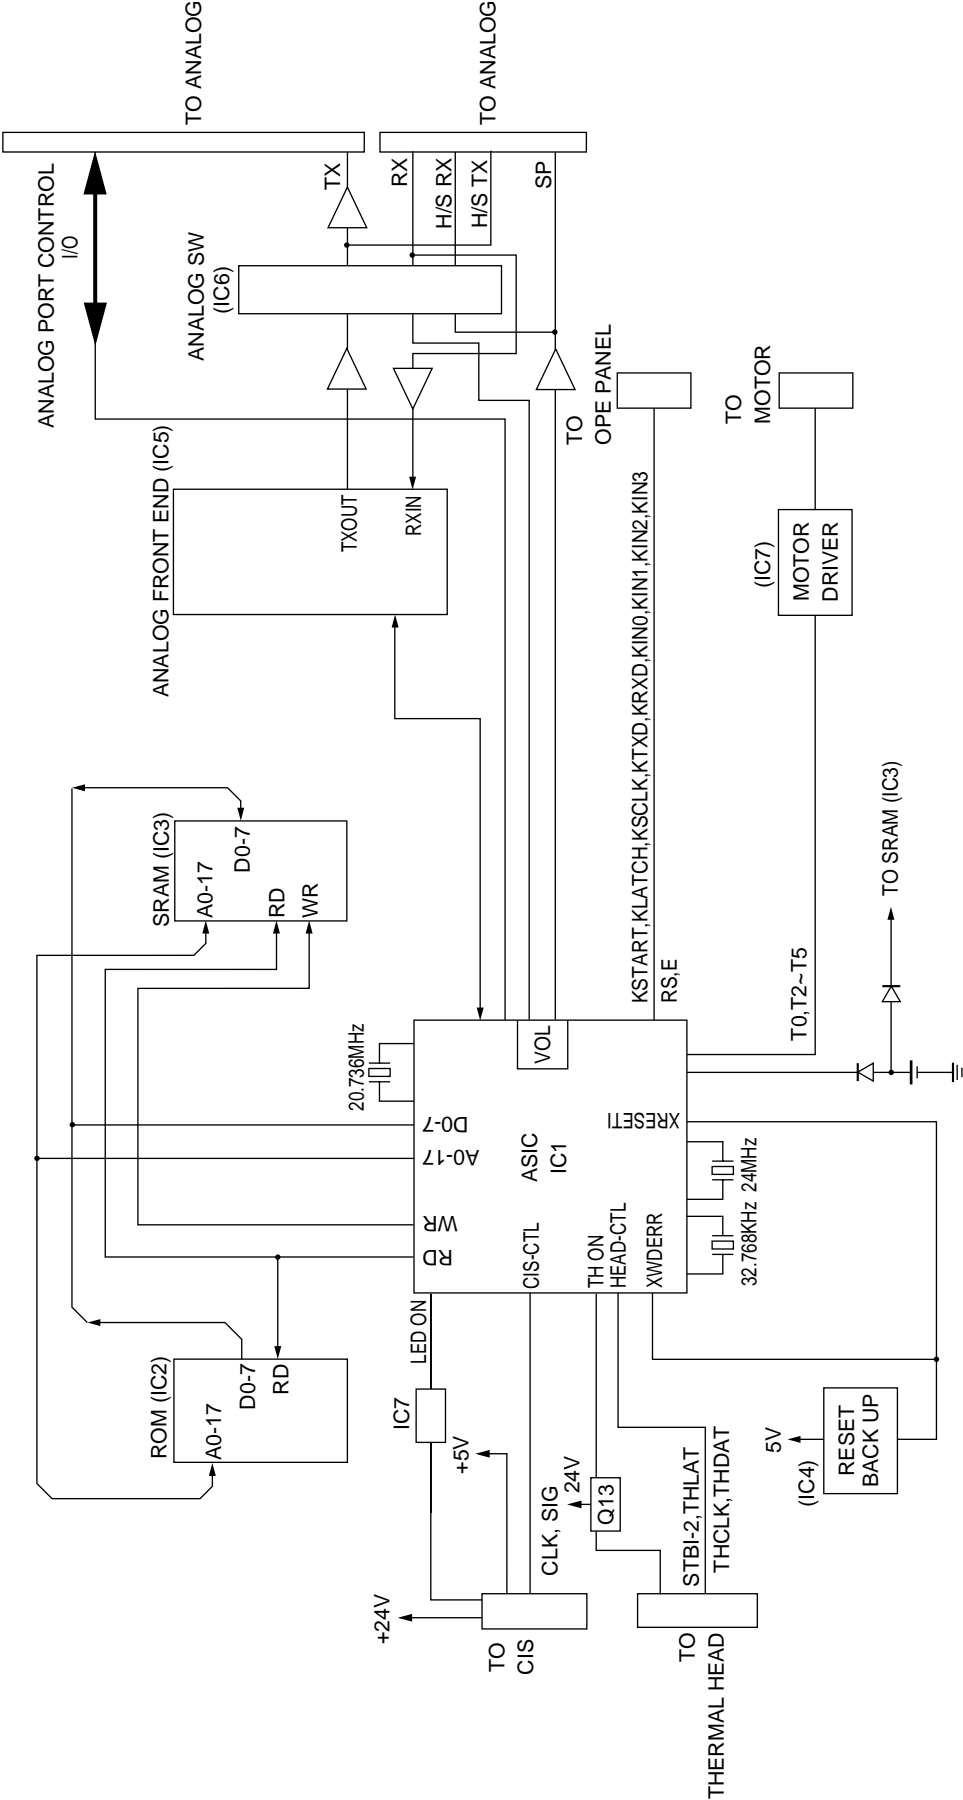 ROM (IC2)
A0-17
D0-7
RD
SRAM (IC3)
A0-17
D0-7
RD
WR
ANALOG FRONT END (IC5)
TXOUT
RXIN
ANALOG PORT CONTROL
I/O
ANALOG SW
(IC6)
TO ANALOG
TX
RX
H/S RX
H/S TX
SP
TO ANALOG
20.736MHz
RD
WR
A0-17
D0-7
ASIC
IC1
VOL
CIS-CTL
TH ON
HEAD-CTL
XWDERR
XRESETI
32.768KHz
24MHz
LED ON
IC7
+5V
+24V
TO
CIS
CLK, SIG
24V
Q13
STBI-2,THLAT
THCLK,THDAT
TO
THERMAL HEAD
5V
(IC4)
RESET
BACK UP
KSTART,KLATCH,KSCLK,KTXD,KRXD,KIN0,KIN1,KIN2,KIN3
RS,E
TO
OPE PANEL
T0,T2~T5
(IC7)
MOTOR
DRIVER
TO
MOTOR
TO SRAM (IC3)